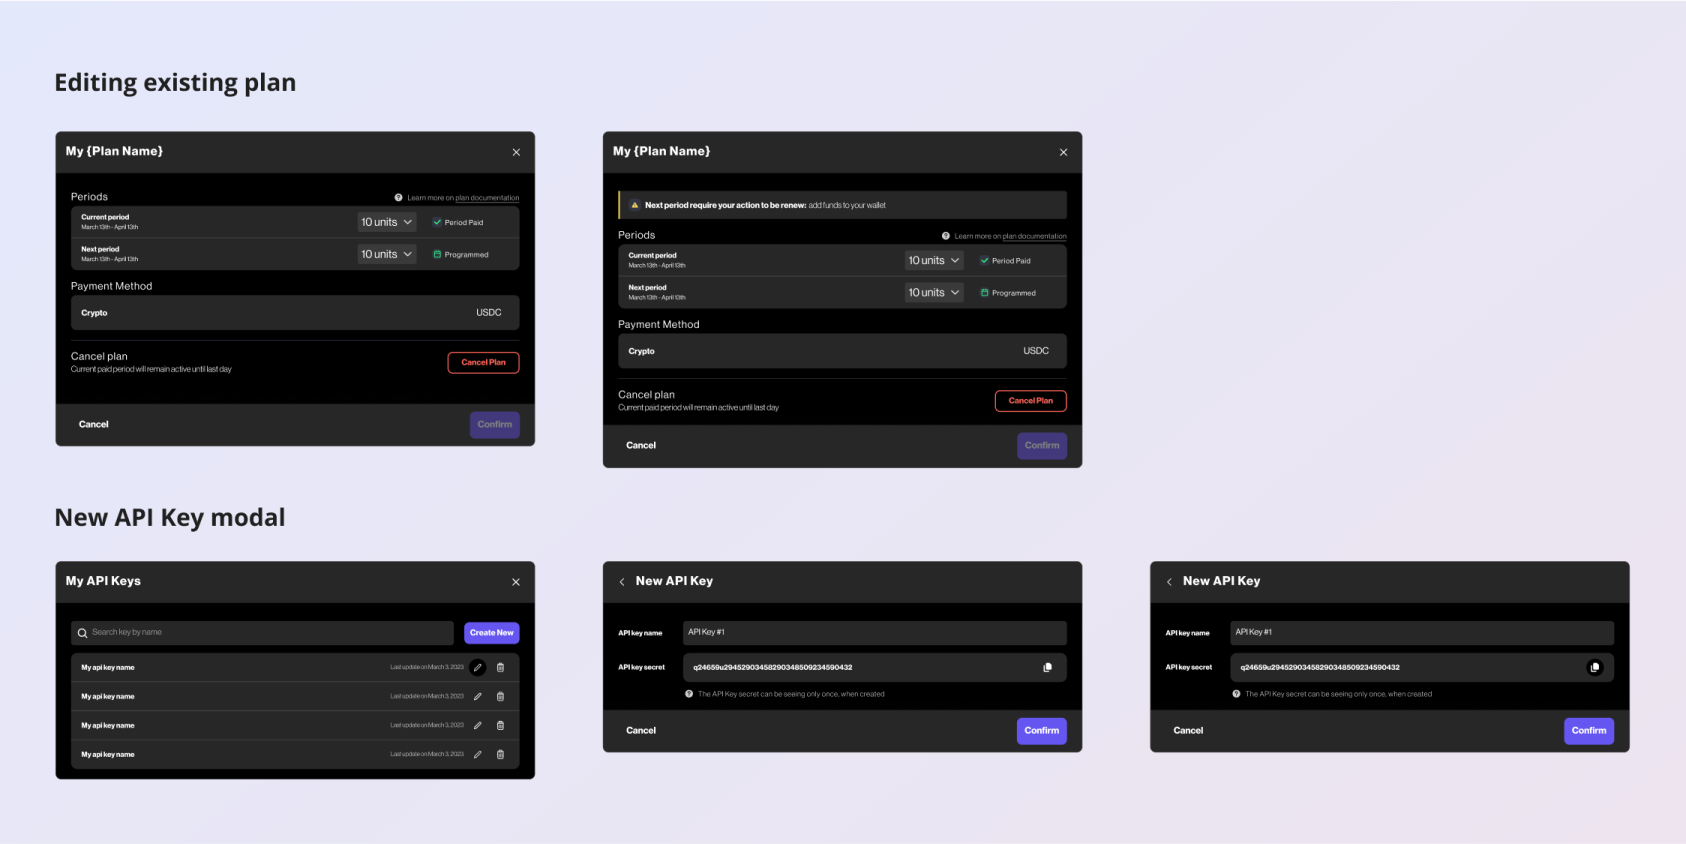 Editing existing plan
My {Plan Name}
Periods
Learn more on plan documentation
Current period
March 13th - April 13th
10 units
Period Paid
Next period
March 13th - April 13th
10 units
Programmed
Payment Method
Crypto
USDC
Cancel plan
Current paid period will remain active until last day
Cancel Plan
Cancel
Confirm
My {Plan Name}
Next period require your action to be renew: add funds to your wallet
Periods
Learn more on plan documentation
Current period
March 13th - April 13th
10 units
Period Paid
Next period
March 13th - April 13th
10 units
Programmed
Payment Method
Crypto
USDC
Cancel plan
Current paid period will remain active until last day
Cancel Plan
Cancel
Confirm
New API Key modal
My API Keys
Search key by name
Create New
My api key name
Last update on March 3, 2023
My api key name
Last update on March 3, 2023
My api key name
Last update on March 3, 2023
My api key name
Last update on March 3, 2023
New API Key
API key name
API Key #1
API key secret
q24659u29452903458290348509234590432
The API Key secret can be seeing only once, when created
Cancel
Confirm
New API Key
API key name
API Key #1
API key secret
q24659u29452903458290348509234590432
The API Key secret can be seeing only once, when created
Cancel
Confirm